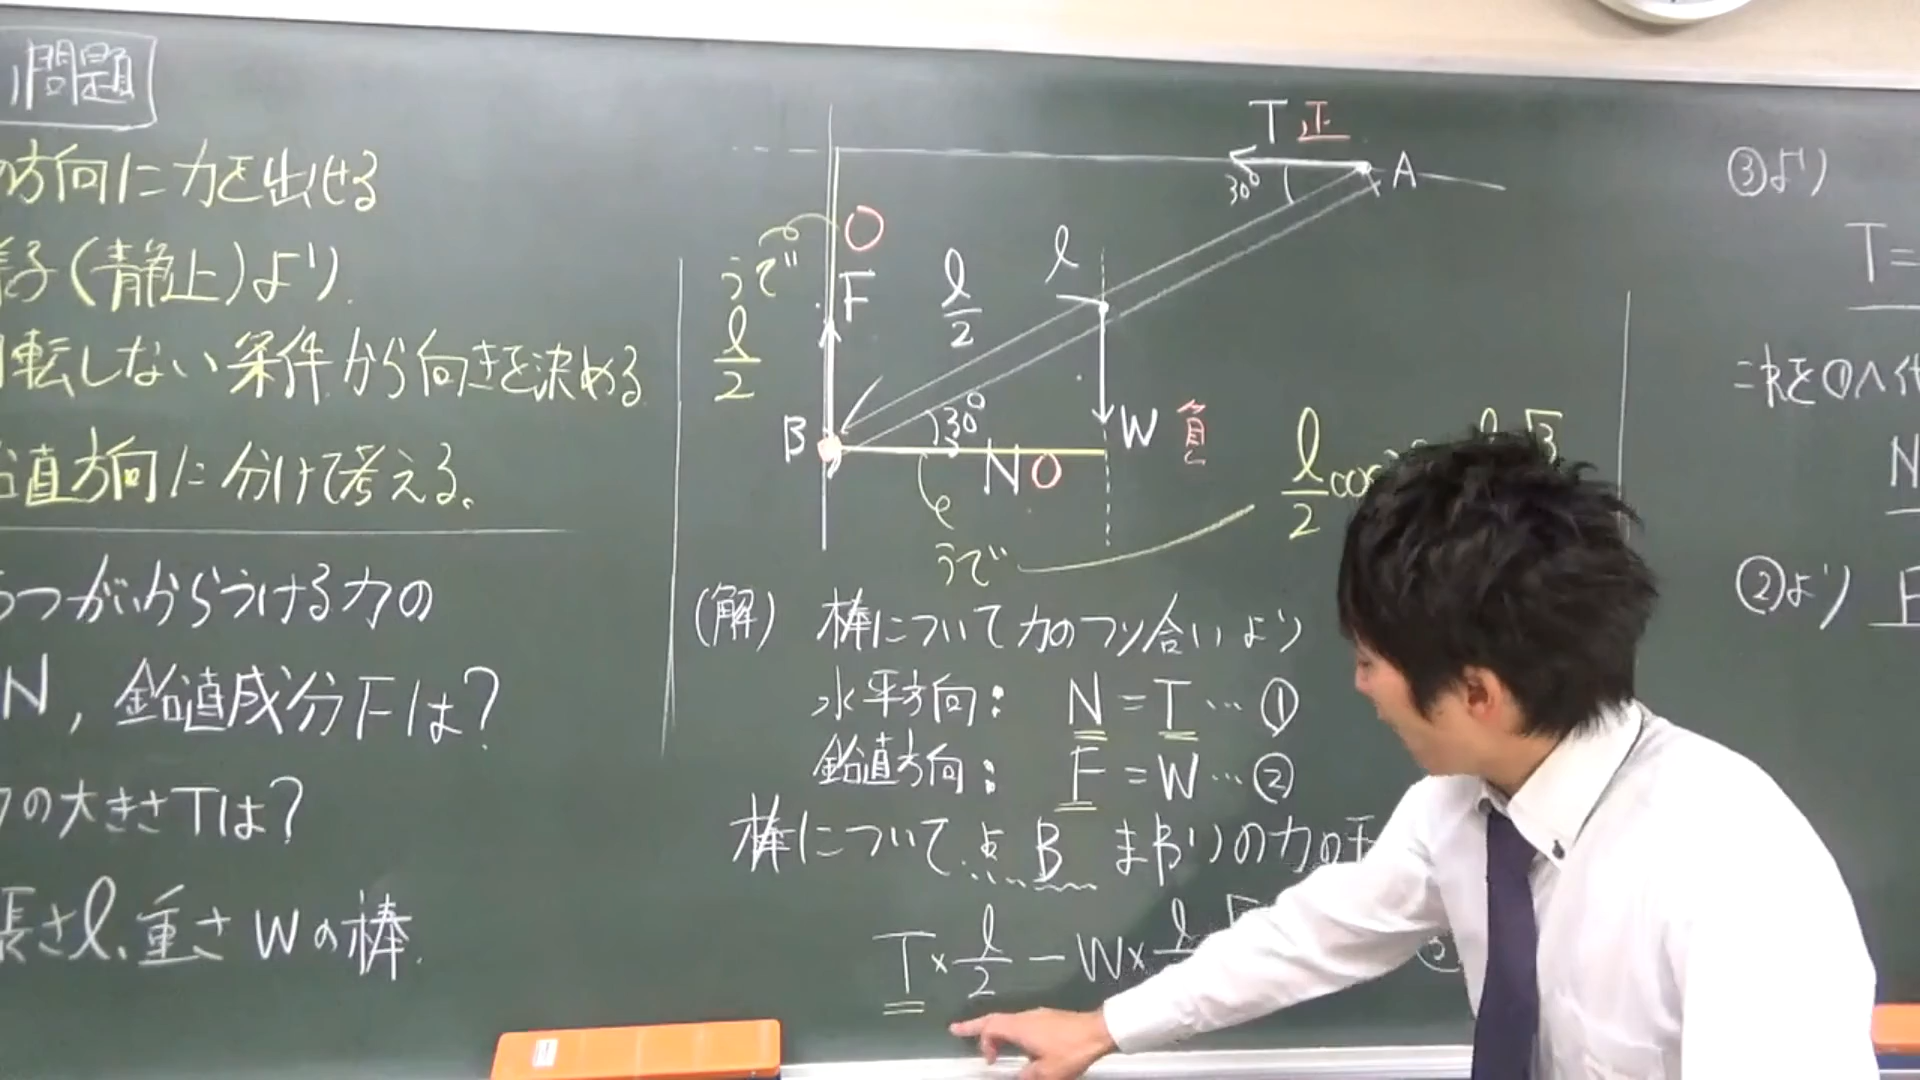 問題
の方向に力を出せる
様子(静止)より
回転しない条件から向きを決める
鉛直方向に分けて考える。
つがいからうける力の
N, 鉛直成分Fは?
の大きさTは?
長さl、重さWの棒
T 正
30°
A
O
うで
l/2
F
l/2
l
B
30°
N O
W 負
l/2 cos
うで
(解) 棒について力のつり合いより
水平方向: N = T … ①
鉛直方向: F = W … ②
棒について点B まわりの力の
T × l/2 − W×
③より
T =
これを①へ代
N
②より F